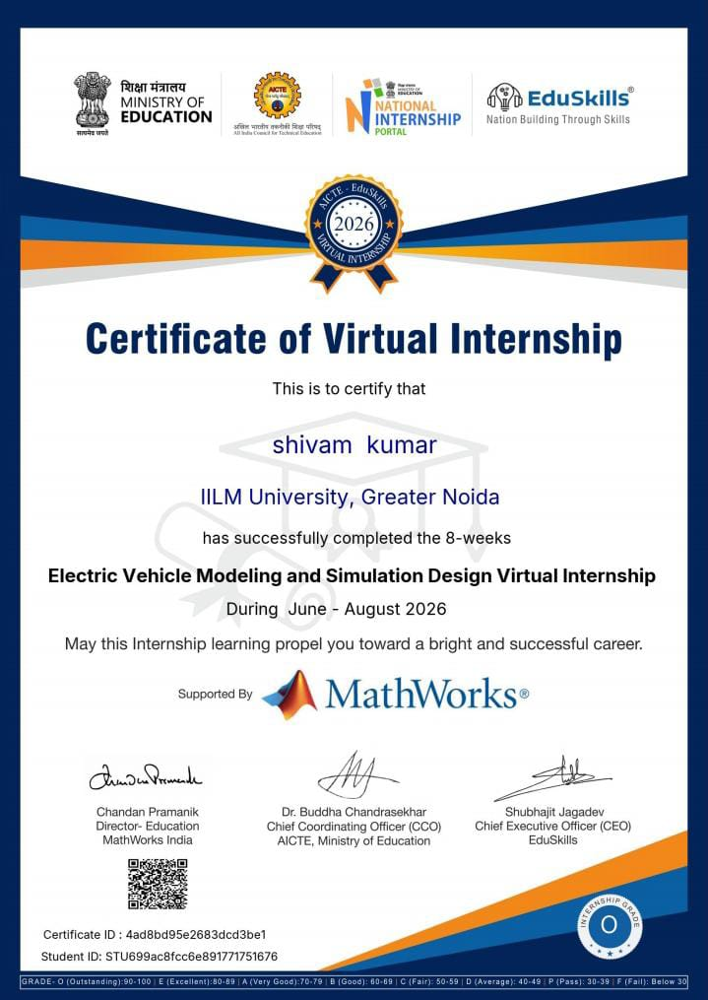 शिक्षा मंत्रालय
MINISTRY OF
EDUCATION
सत्यमेव जयते
AICTE
अखिल भारतीय तकनीकी शिक्षा परिषद्
All India Council for Technical Education
MINISTRY OF
EDUCATION
NATIONAL
INTERNSHIP
PORTAL
EduSkills®
Nation Building Through Skills
AICTE - EduSkills
2026
VIRTUAL INTERNSHIP
Certificate of Virtual Internship
This is to certify that
shivam kumar
IILM University, Greater Noida
has successfully completed the 8-weeks
Electric Vehicle Modeling and Simulation Design Virtual Internship
During June - August 2026
May this Internship learning propel you toward a bright and successful career.
Supported By MathWorks®
Chandan Pramanik
Director- Education
MathWorks India
Dr. Buddha Chandrasekhar
Chief Coordinating Officer (CCO)
AICTE, Ministry of Education
Shubhajit Jagadev
Chief Executive Officer (CEO)
EduSkills
INTERNSHIP GRADE
O
Certificate ID : 4ad8bd95e2683dcd3be1
Student ID: STU699ac8fcc6e891771751676
GRADE- O (Outstanding):90-100 | E (Excellent):80-89 | A (Very Good):70-79 | B (Good): 60-69 | C (Fair): 50-59 | D (Average): 40-49 | P (Pass): 30-39 | F (Fail): Below 30